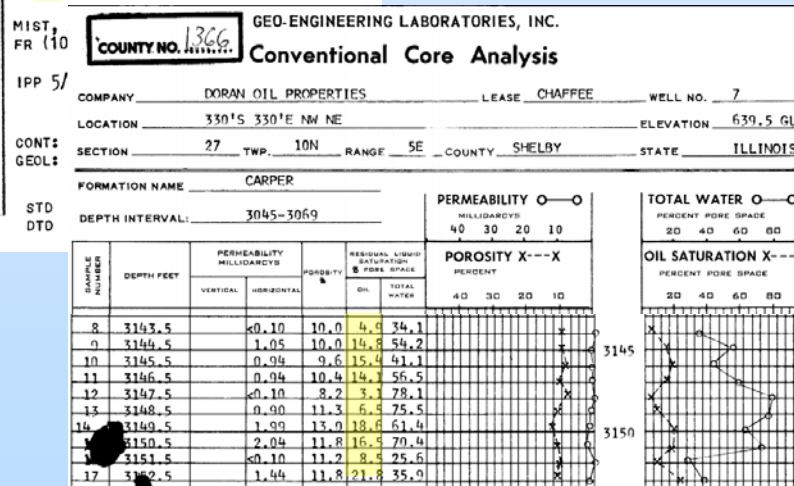 MIST,
FR (10
IPP 5/
CONT:
GEOL:
STD
DTD
COUNTY NO. 1366
GEO-ENGINEERING LABORATORIES, INC.
Conventional Core Analysis
COMPANY DORAN OIL PROPERTIES LEASE CHAFFEE WELL NO. 7
LOCATION 330'S 330'E NW NE ELEVATION 639.5 GL
SECTION 27 TWP. 10N RANGE 5E COUNTY SHELBY STATE ILLINOIS
FORMATION NAME CARPER
DEPTH INTERVAL: 3045-3069
PERMEABILITY O—O
MILLIDARCYS
40 30 20 10
POROSITY X---X
PERCENT
40 30 20 10
TOTAL WATER O—O
PERCENT PORE SPACE
20 40 60 80
OIL SATURATION X---
PERCENT PORE SPACE
20 40 60 80
SAMPLE NUMBER
DEPTH FEET
PERMEABILITY MILLIDARCYS
VERTICAL HORIZONTAL
POROSITY %
RESIDUAL LIQUID SATURATION % PORE SPACE
OIL TOTAL WATER
8 3143.5 <0.10 10.0 4.9 34.1
9 3144.5 1.05 10.0 14.8 54.2
10 3145.5 0.94 9.6 15.4 41.1
11 3146.5 0.94 10.4 14.1 56.5
12 3147.5 <0.10 8.2 3.1 78.1
13 3148.5 0.90 11.3 6.5 75.5
14 3149.5 1.99 13.9 18.6 61.4
3150.5 2.04 11.8 16.5 70.4
3151.5 <0.10 11.2 8.5 25.6
17 3152.5 1.44 11.8 21.8 35.9
3145
3150